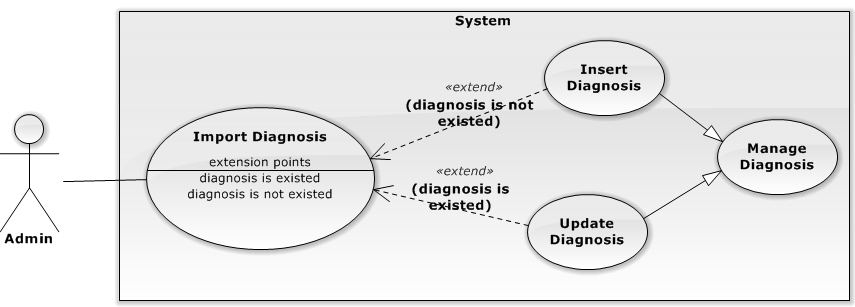 System
Admin
Import Diagnosis
extension points
diagnosis is existed
diagnosis is not existed
«extend»
(diagnosis is not
existed)
«extend»
(diagnosis is
existed)
Insert
Diagnosis
Update
Diagnosis
Manage
Diagnosis